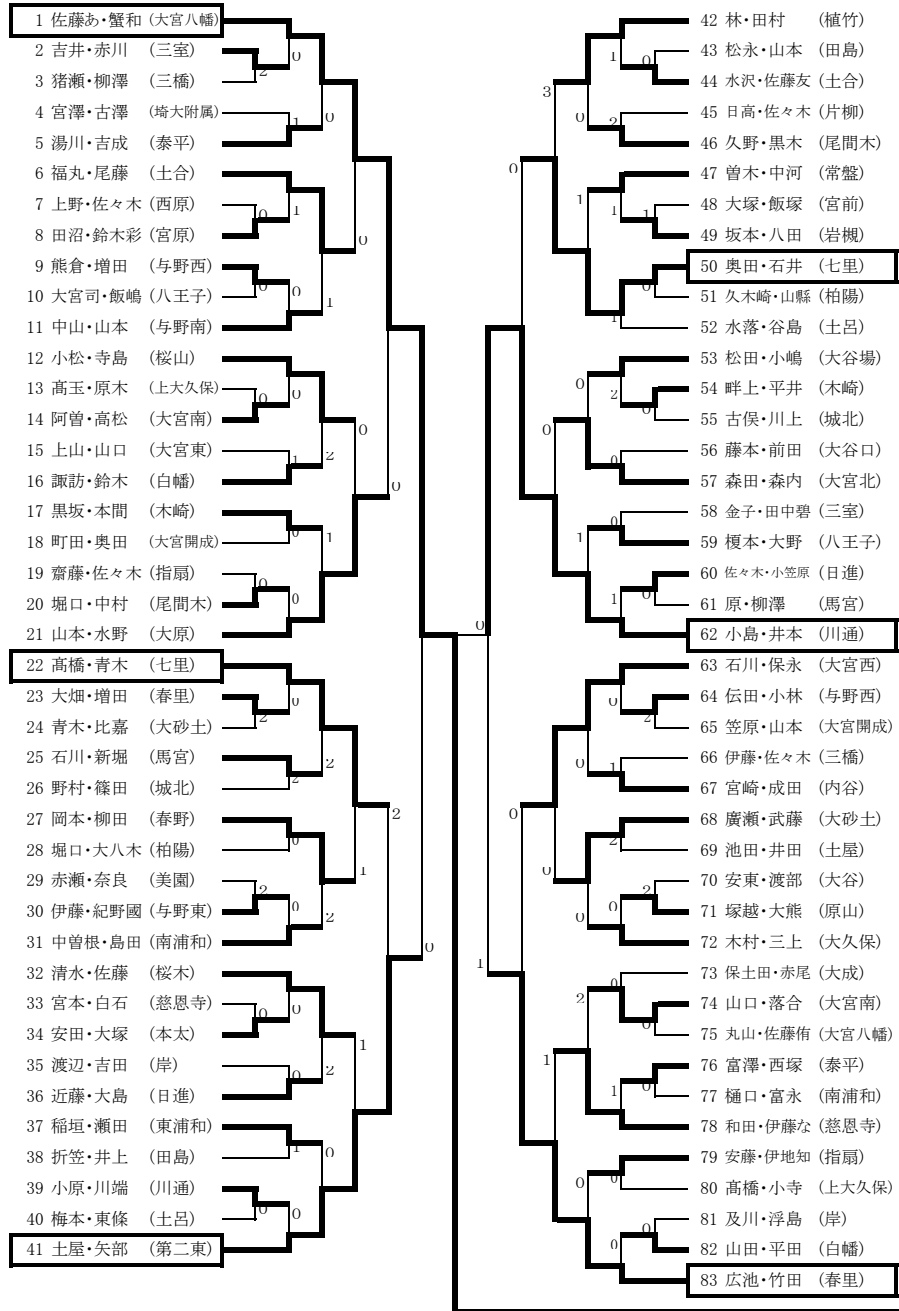 1 佐藤あ・蟹和 (大宮八幡)
2 吉井・赤川 (三室)
3 猪瀬・柳澤 (三橋)
4 宮澤・古澤 (埼大附属)
5 湯川・吉成 (泰平)
6 福丸・尾藤 (土合)
7 上野・佐々木 (西原)
8 田沼・鈴木彩 (宮原)
9 熊倉・増田 (与野西)
10 大宮司・飯嶋 (八王子)
11 中山・山本 (与野南)
12 小松・寺島 (桜山)
13 髙玉・原木 (上大久保)
14 阿曽・高松 (大宮南)
15 上山・山口 (大宮東)
16 諏訪・鈴木 (白幡)
17 黒坂・本間 (木崎)
18 町田・奥田 (大宮開成)
19 齋藤・佐々木 (指扇)
20 堀口・中村 (尾間木)
21 山本・水野 (大原)
22 髙橋・青木 (七里)
23 大畑・増田 (春里)
24 青木・比嘉 (大砂土)
25 石川・新堀 (馬宮)
26 野村・篠田 (城北)
27 岡本・柳田 (春野)
28 堀口・大八木 (柏陽)
29 赤瀬・奈良 (美園)
30 伊藤・紀野國 (与野東)
31 中曽根・島田 (南浦和)
32 清水・佐藤 (桜木)
33 宮本・白石 (慈恩寺)
34 安田・大塚 (本太)
35 渡辺・吉田 (岸)
36 近藤・大島 (日進)
37 稲垣・瀬田 (東浦和)
38 折笠・井上 (田島)
39 小原・川端 (川通)
40 梅本・東條 (土呂)
41 土屋・矢部 (第二東)
42 林・田村 (植竹)
43 松永・山本 (田島)
44 水沢・佐藤友 (土合)
45 日高・佐々木 (片柳)
46 久野・黒木 (尾間木)
47 曽木・中河 (常盤)
48 大塚・飯塚 (宮前)
49 坂本・八田 (岩槻)
50 奥田・石井 (七里)
51 久木崎・山縣 (柏陽)
52 水落・谷島 (土呂)
53 松田・小嶋 (大谷場)
54 畔上・平井 (木崎)
55 古俣・川上 (城北)
56 藤本・前田 (大谷口)
57 森田・森内 (大宮北)
58 金子・田中碧 (三室)
59 榎本・大野 (八王子)
60 佐々木・小笠原 (日進)
61 原・柳澤 (馬宮)
62 小島・井本 (川通)
63 石川・保永 (大宮西)
64 伝田・小林 (与野西)
65 笠原・山本 (大宮開成)
66 伊藤・佐々木 (三橋)
67 宮崎・成田 (内谷)
68 廣瀬・武藤 (大砂土)
69 池田・井田 (土屋)
70 安東・渡部 (大谷)
71 塚越・大熊 (原山)
72 木村・三上 (大久保)
73 保土田・赤尾 (大成)
74 山口・落合 (大宮南)
75 丸山・佐藤侑 (大宮八幡)
76 富澤・西塚 (泰平)
77 樋口・富永 (南浦和)
78 和田・伊藤な (慈恩寺)
79 安藤・伊地知 (指扇)
80 髙橋・小寺 (上大久保)
81 及川・浮島 (岸)
82 山田・平田 (白幡)
83 広池・竹田 (春里)